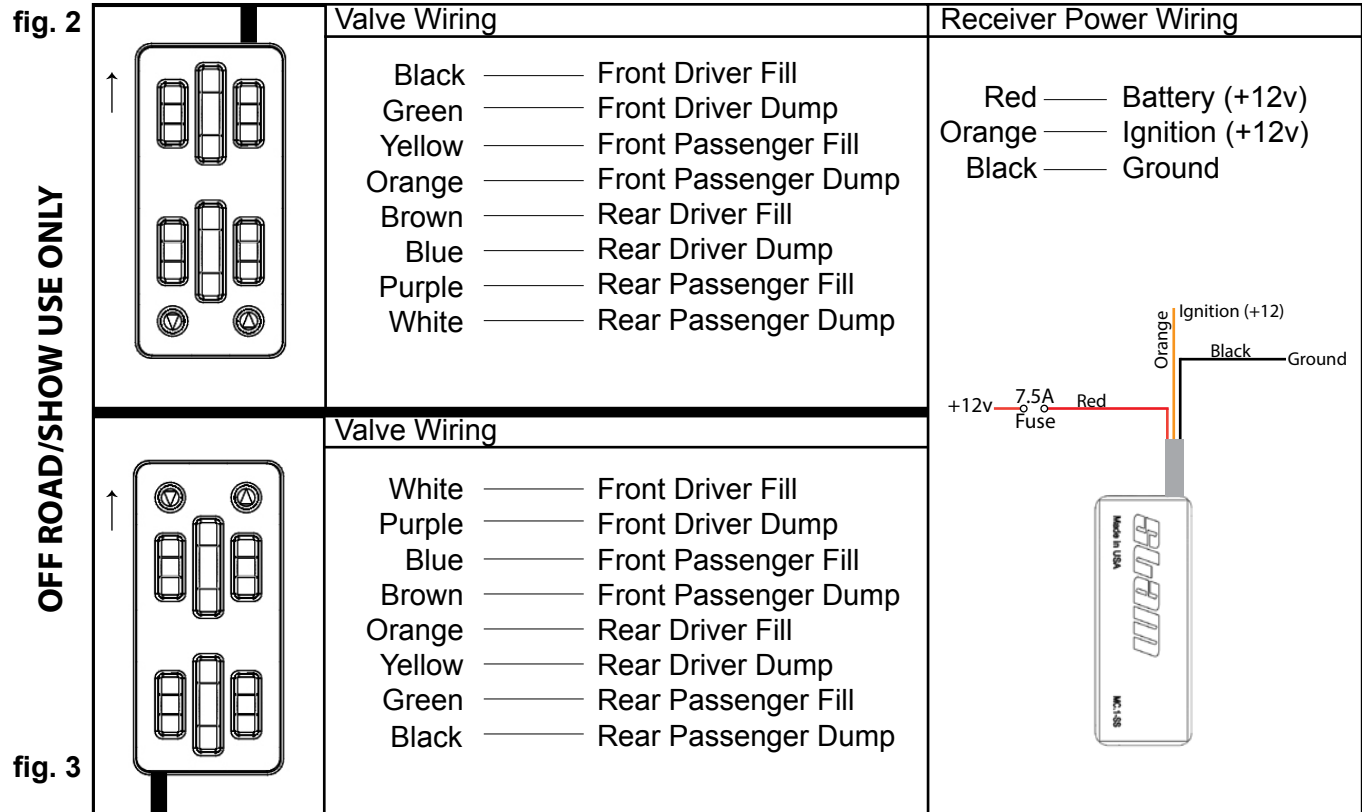 fig. 2
OFF ROAD/SHOW USE ONLY
fig. 3
Valve Wiring
Black Front Driver Fill
Green Front Driver Dump
Yellow Front Passenger Fill
Orange Front Passenger Dump
Brown Rear Driver Fill
Blue Rear Driver Dump
Purple Rear Passenger Fill
White Rear Passenger Dump
Valve Wiring
White Front Driver Fill
Purple Front Driver Dump
Blue Front Passenger Fill
Brown Front Passenger Dump
Orange Rear Driver Fill
Yellow Rear Driver Dump
Green Rear Passenger Fill
Black Rear Passenger Dump
Receiver Power Wiring
Red Battery (+12v)
Orange Ignition (+12v)
Black Ground
Ignition (+12)
Orange
Black
Ground
+12v
7.5A
Fuse
Red
Made in USA
MC.1-SS